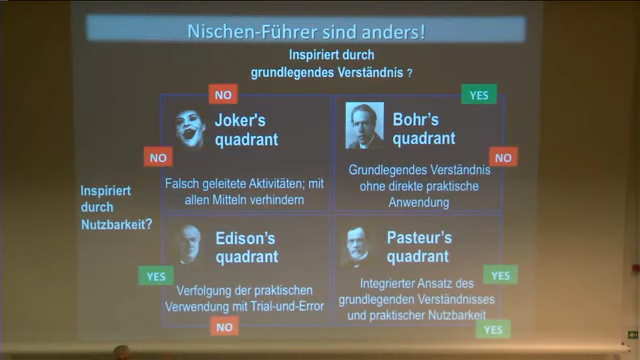 Nischen-Führer sind anders!
Inspiriert durch
grundlegendes Verständnis ?
NO
YES
Joker's
quadrant
Bohr's
quadrant
NO
NO
Falsch geleitete Aktivitäten; mit
allen Mitteln verhindern
Grundlegendes Verständnis
ohne direkte praktische
Anwendung
Inspiriert
durch
Nutzbarkeit?
Edison's
quadrant
Pasteur's
quadrant
YES
YES
Verfolgung der praktischen
Verwendung mit Trial-und-Error
Integrierter Ansatz des
grundlegenden Verständnisses
und praktischer Nutzbarkeit
NO
YES